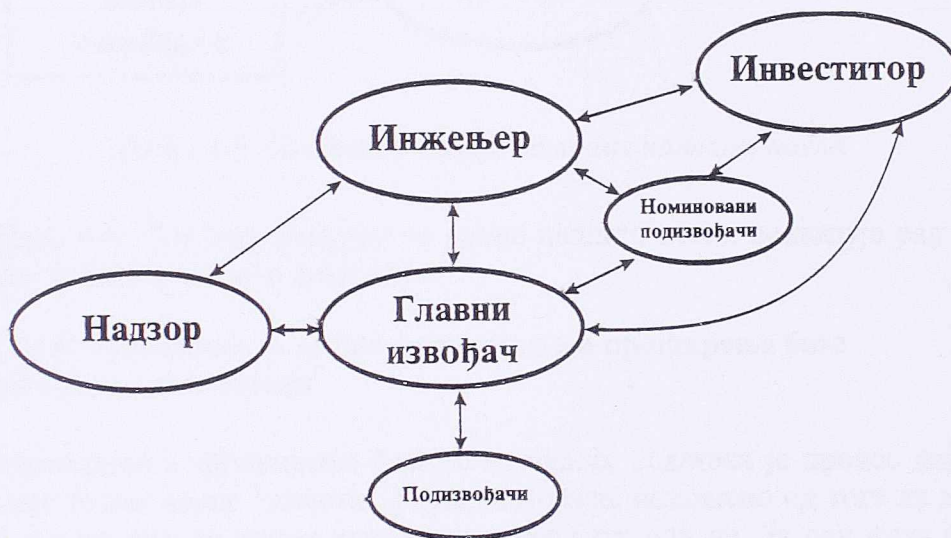 Инвеститор
Инжењер
Номиновани
подизвођачи
Надзор
Главни
извођач
Подизвођачи